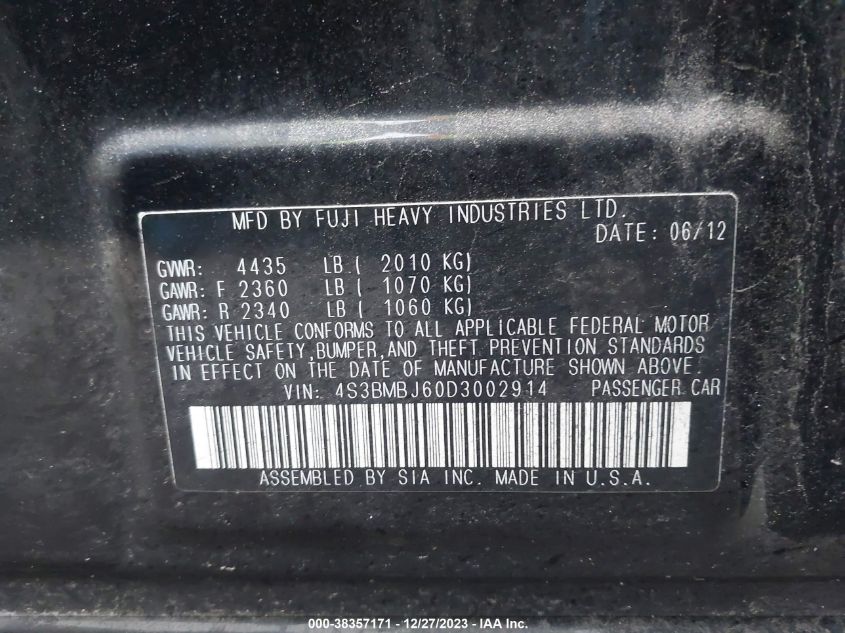 MFD BY FUJI HEAVY INDUSTRIES LTD.
DATE: 06/12
GVWR: 4435 LB ( 2010 KG)
GAWR: F 2360 LB ( 1070 KG)
GAWR: R 2340 LB ( 1060 KG)
THIS VEHICLE CONFORMS TO ALL APPLICABLE FEDERAL MOTOR
VEHICLE SAFETY, BUMPER, AND THEFT PREVENTION STANDARDS
IN EFFECT ON THE DATE OF MANUFACTURE SHOWN ABOVE.
VIN: 4S3BMBJ60D3002914 PASSENGER CAR
ASSEMBLED BY SIA INC. MADE IN U.S.A.
000-38357171 - 12/27/2023 - IAA Inc.